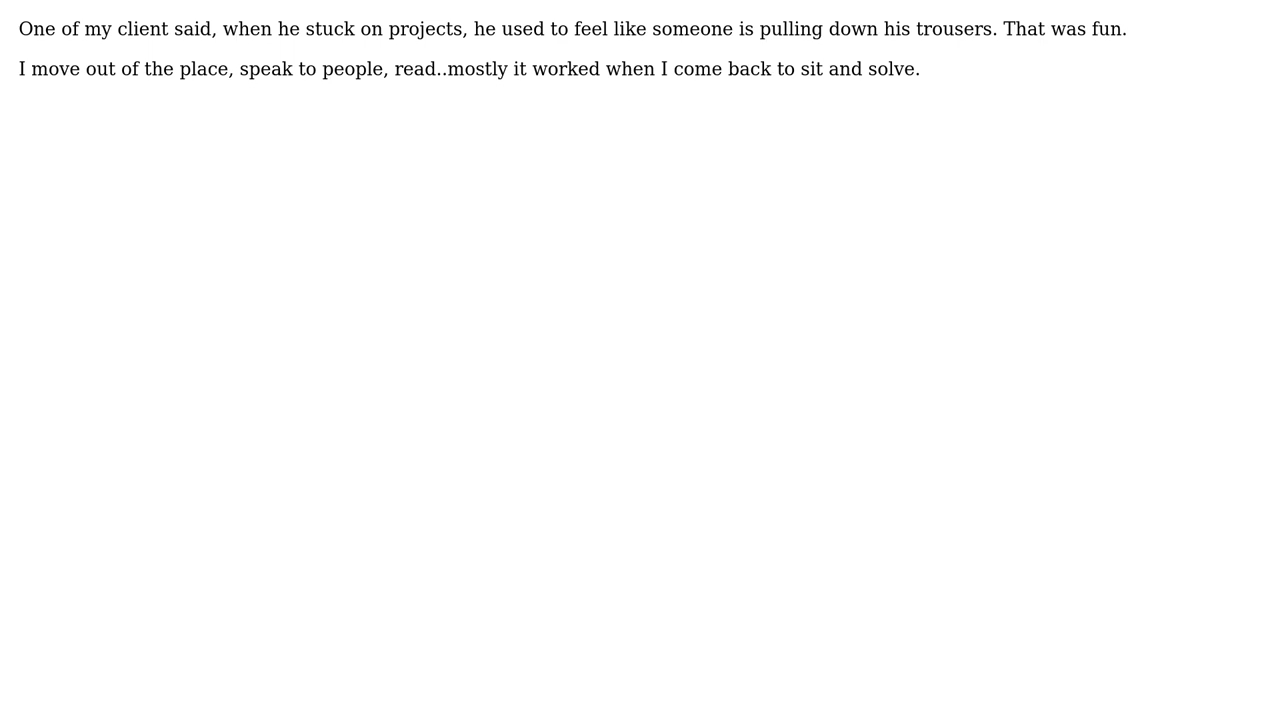 One of my client said, when he stuck on projects, he used to feel like someone is pulling down his trousers. That was fun.
I move out of the place, speak to people, read..mostly it worked when I come back to sit and solve.